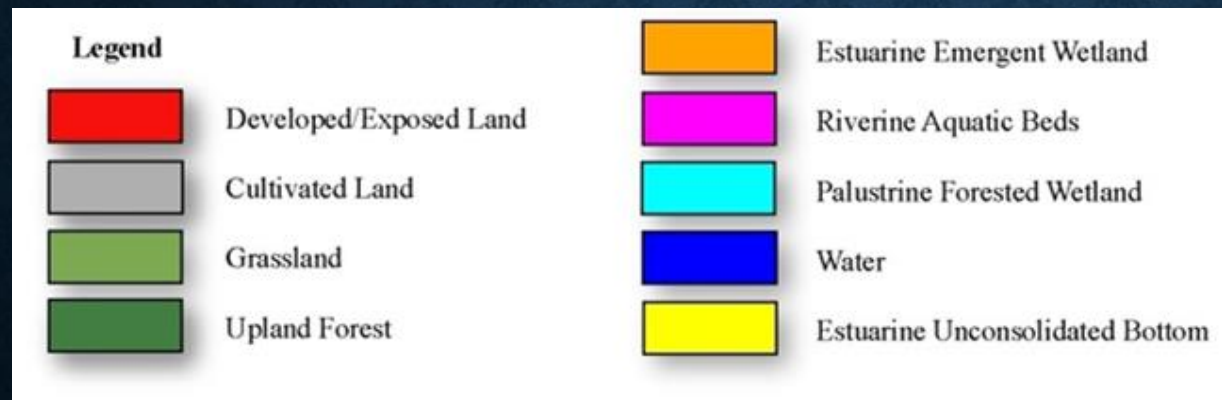 Legend
Developed/Exposed Land
Cultivated Land
Grassland
Upland Forest
Estuarine Emergent Wetland
Riverine Aquatic Beds
Palustrine Forested Wetland
Water
Estuarine Unconsolidated Bottom